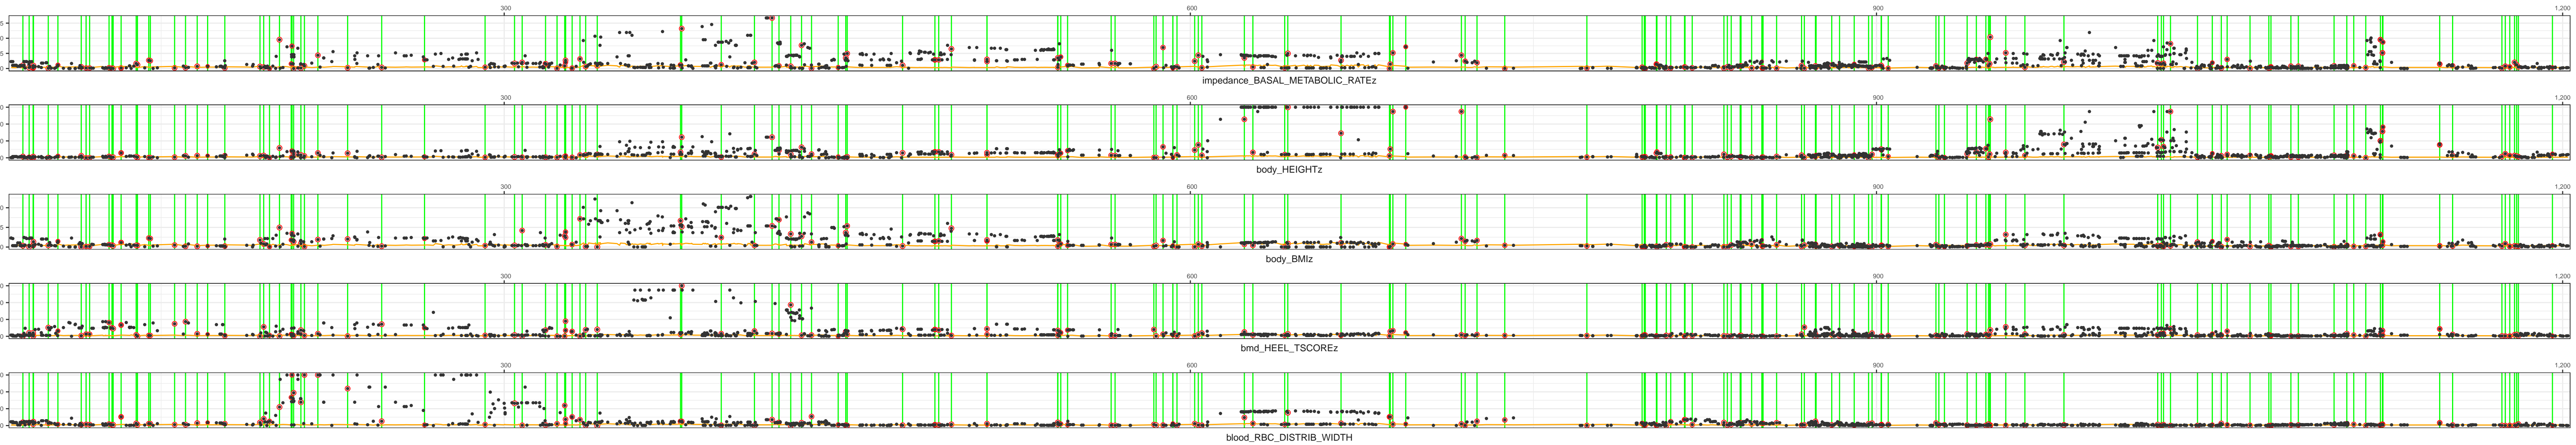 300 600 900 1,200
impedance_BASAL_METABOLIC_RATEz
300 600 900 1,200
body_HEIGHTz
300 600 900 1,200
body_BMIz
300 600 900 1,200
bmd_HEEL_TSCOREz
300 600 900 1,200
blood_RBC_DISTRIB_WIDTH